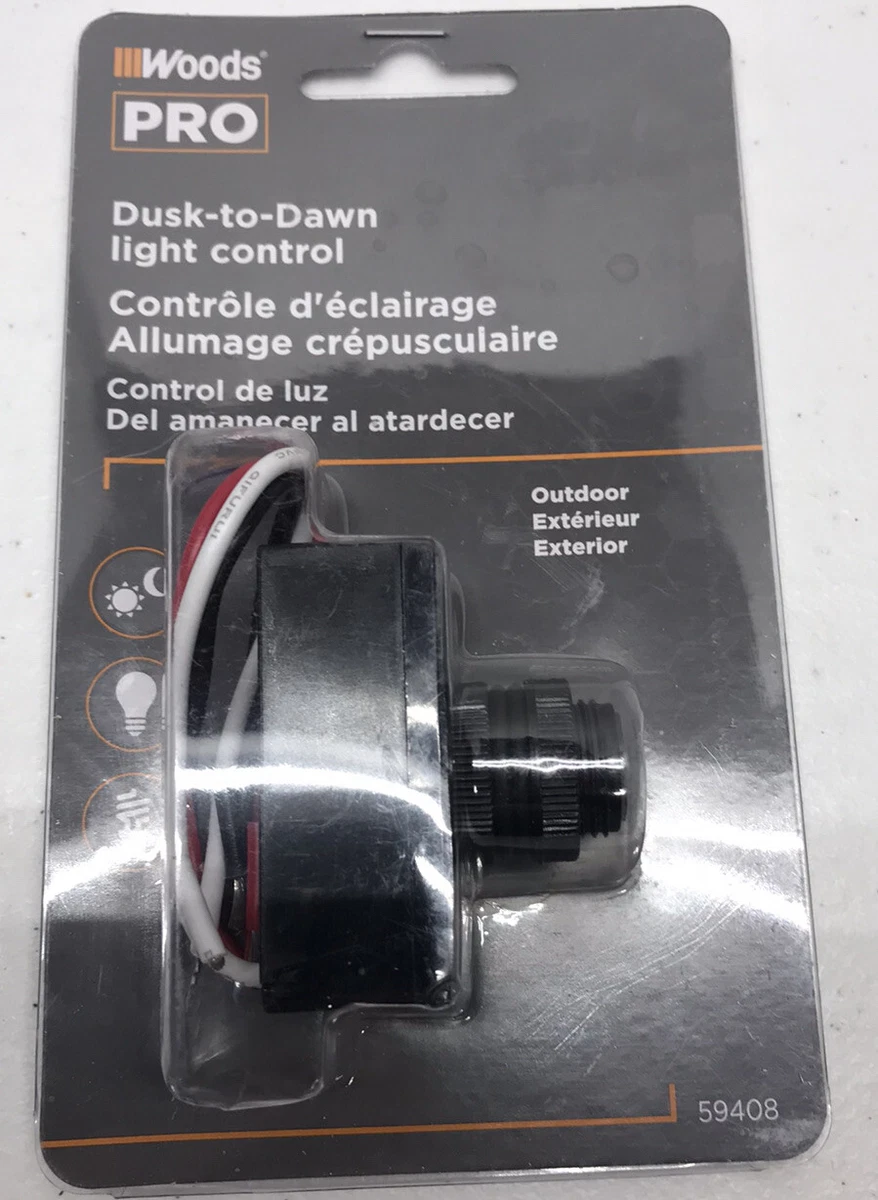 Woods®
PRO
Dusk-to-Dawn
light control
Contrôle d'éclairage
Allumage crépusculaire
Control de luz
Del amanecer al atardecer
Outdoor
Extérieur
Exterior
59408